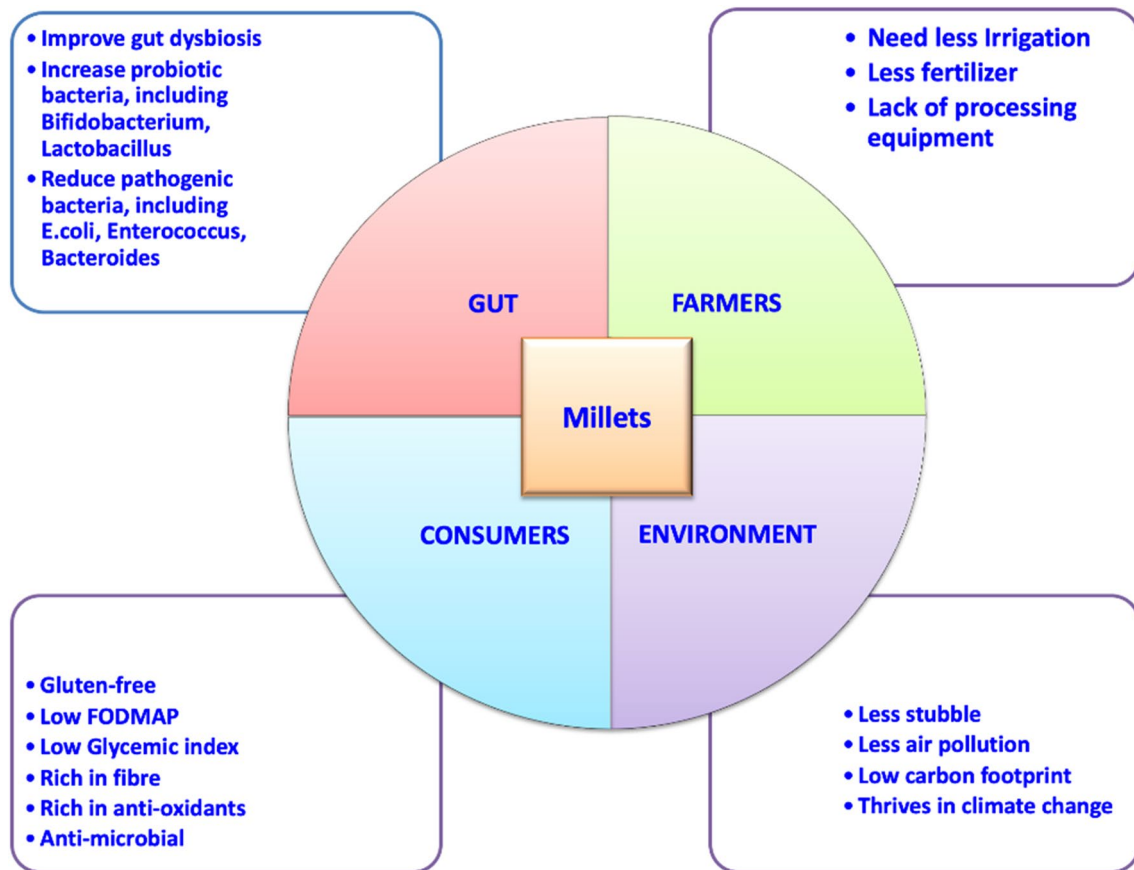 • Improve gut dysbiosis
• Increase probiotic
bacteria, including
Bifidobacterium,
Lactobacillus
• Reduce pathogenic
bacteria, including
E.coli, Enterococcus,
Bacteroides
• Need less Irrigation
• Less fertilizer
• Lack of processing
equipment
GUT
FARMERS
Millets
CONSUMERS
ENVIRONMENT
• Gluten-free
• Low FODMAP
• Low Glycemic index
• Rich in fibre
• Rich in anti-oxidants
• Anti-microbial
• Less stubble
• Less air pollution
• Low carbon footprint
• Thrives in climate change